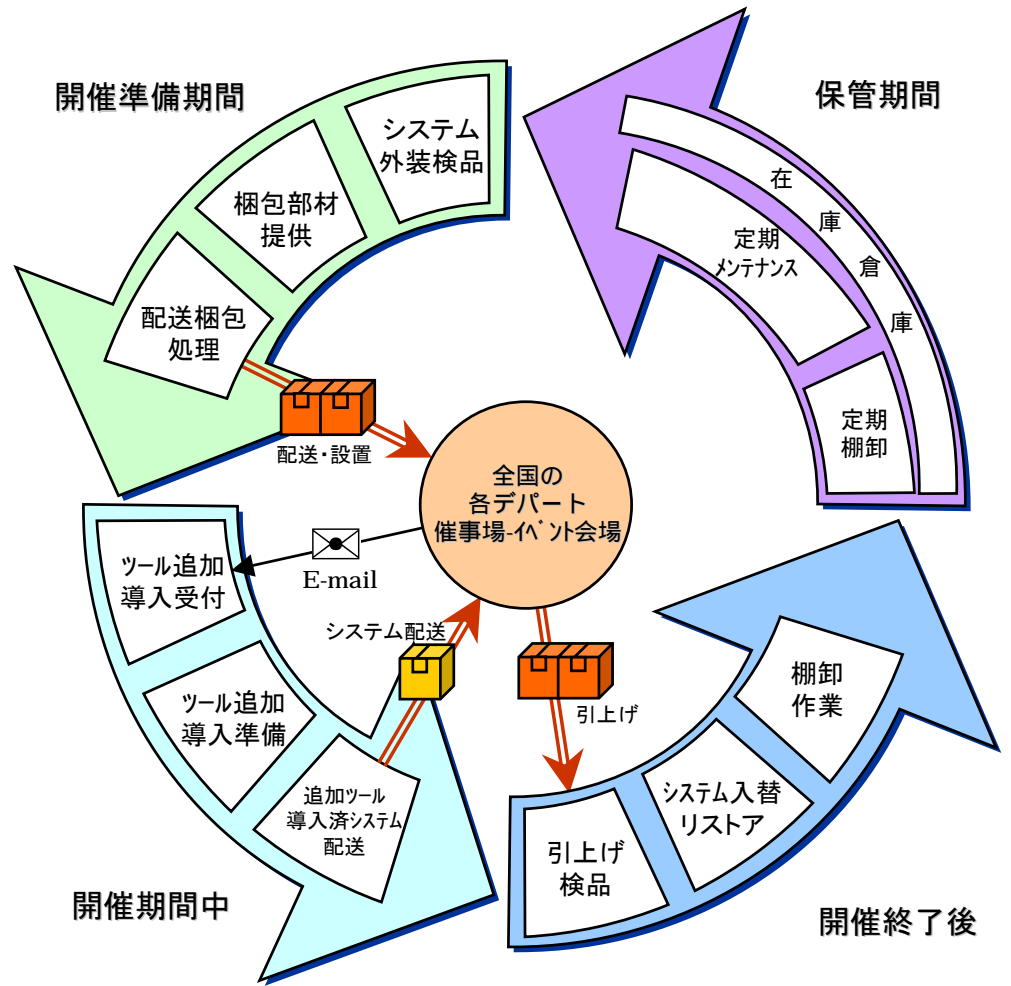 開催準備期間
システム
外装検品
梱包部材
提供
配送梱包
処理
配送・設置
保管期間
在
庫
倉
庫
定期
ﾒﾝﾃﾅﾝｽ
定期
棚卸
全国の
各デパート
催事場-ｲﾍﾞﾝﾄ会場
E-mail
ﾂｰﾙ追加
導入受付
ﾂｰﾙ追加
導入準備
追加ﾂｰﾙ
導入済ｼｽﾃﾑ
配送
システム配送
開催期間中
引上げ
引上げ
検品
ｼｽﾃﾑ入替
リストア
棚卸
作業
開催終了後